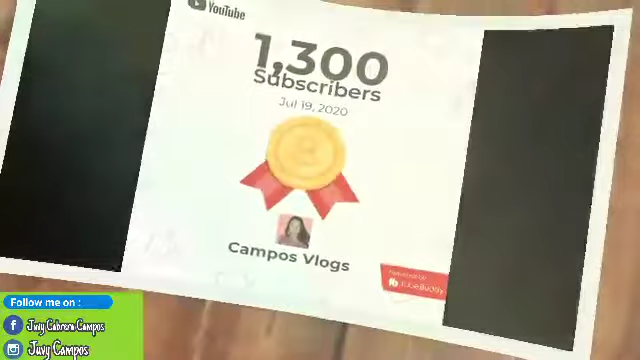 YouTube
1,300
Subscribers
Jul 19, 2020
Campos Vlogs
TubeBuddy
Follow me on :
Juvy Cabrera Campos
Juvy Campos